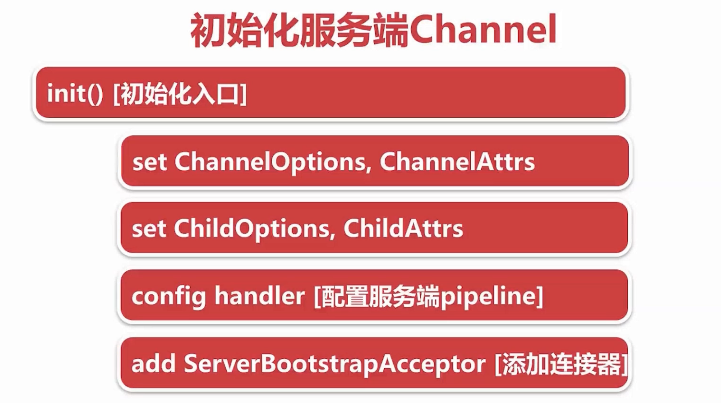 初始化服务端Channel
init() [初始化入口]
set ChannelOptions, ChannelAttrs
set ChildOptions, ChildAttrs
config handler [配置服务端pipeline]
add ServerBootstrapAcceptor [添加连接器]